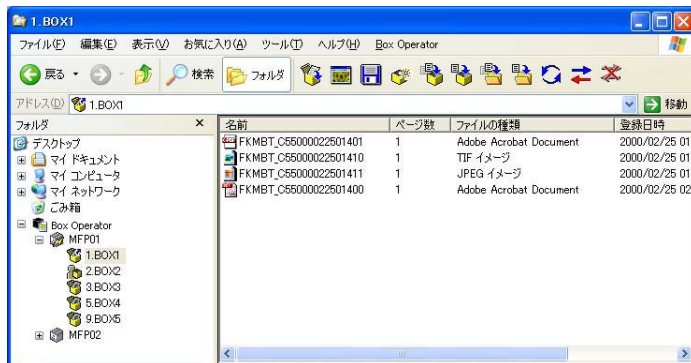 1.BOX1
ファイル(F) 編集(E) 表示(V) お気に入り(A) ツール(T) ヘルプ(H) Box Operator
戻る 検索 フォルダ
アドレス(D) 1.BOX1 移動
フォルダ × 名前 ページ数 ファイルの種類 登録日時
デスクトップ FKMBT_C55000022501401 1 Adobe Acrobat Document 2000/02/25 01
マイ ドキュメント FKMBT_C55000022501410 1 TIF イメージ 2000/02/25 01
マイ コンピュータ FKMBT_C55000022501411 1 JPEG イメージ 2000/02/25 01
マイ ネットワーク FKMBT_C55000022501400 1 Adobe Acrobat Document 2000/02/25 02
ごみ箱
Box Operator
MFP01
1.BOX1
2.BOX2
3.BOX3
5.BOX4
9.BOX5
MFP02